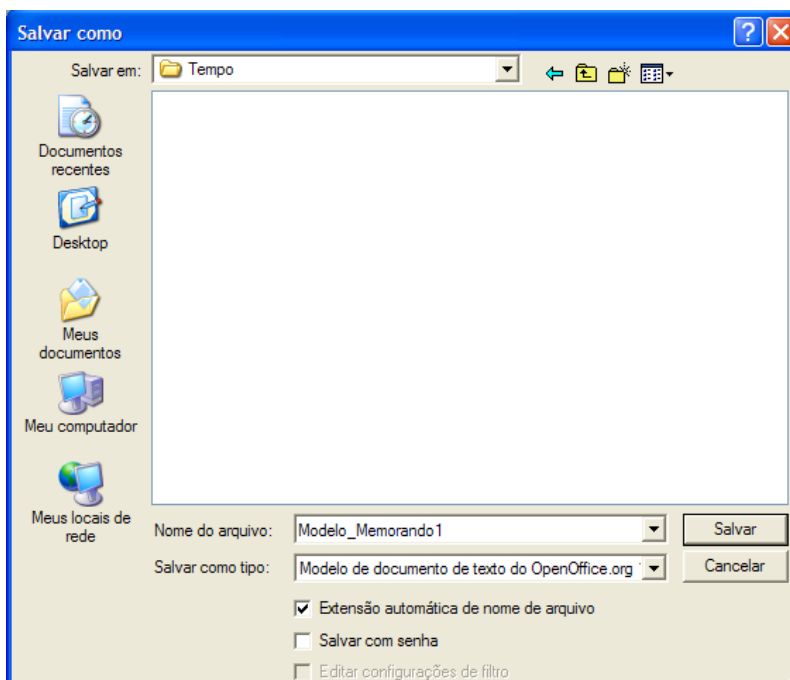 Salvar como
Salvar em: Tempo
Documentos
recentes
Desktop
Meus
documentos
Meu computador
Meus locais de
rede
Nome do arquivo: Modelo_Memorando1 Salvar
Salvar como tipo: Modelo de documento de texto do OpenOffice.org Cancelar
Extensão automática de nome de arquivo
Salvar com senha
Editar configurações de filtro